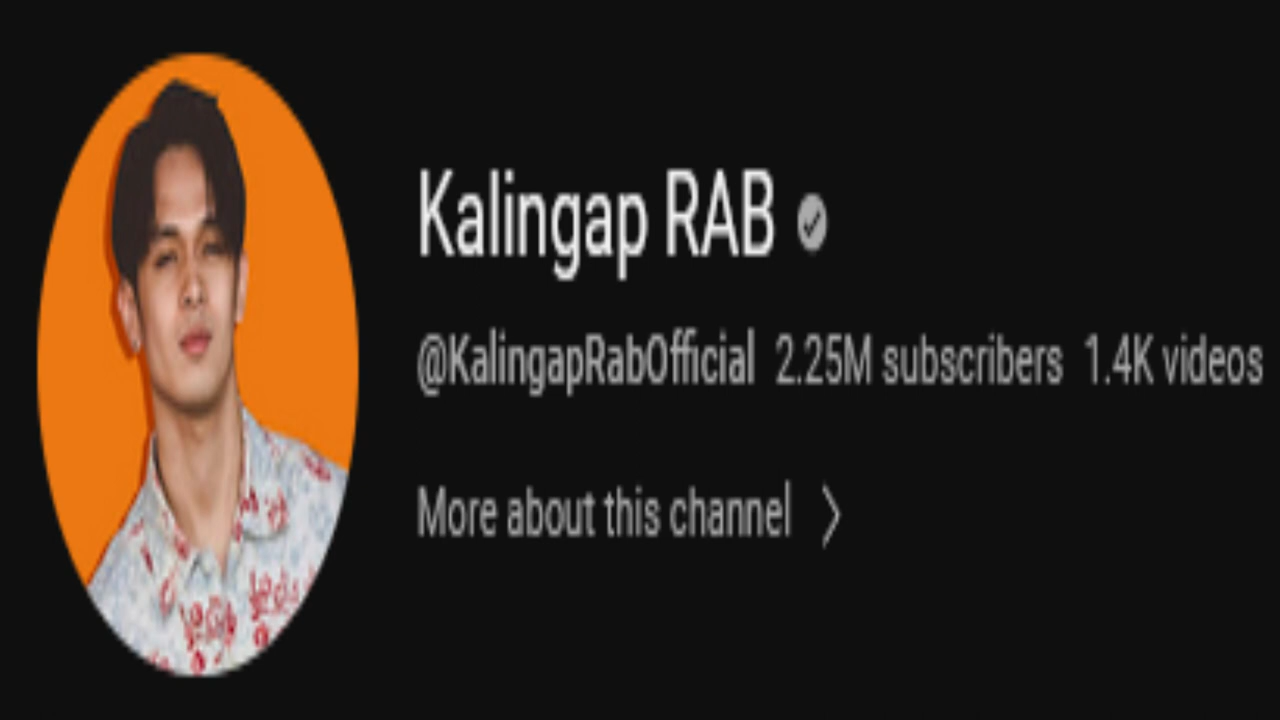 Kalingap RAB
@KalingapRabOfficial 2.25M subscribers 1.4K videos
More about this channel